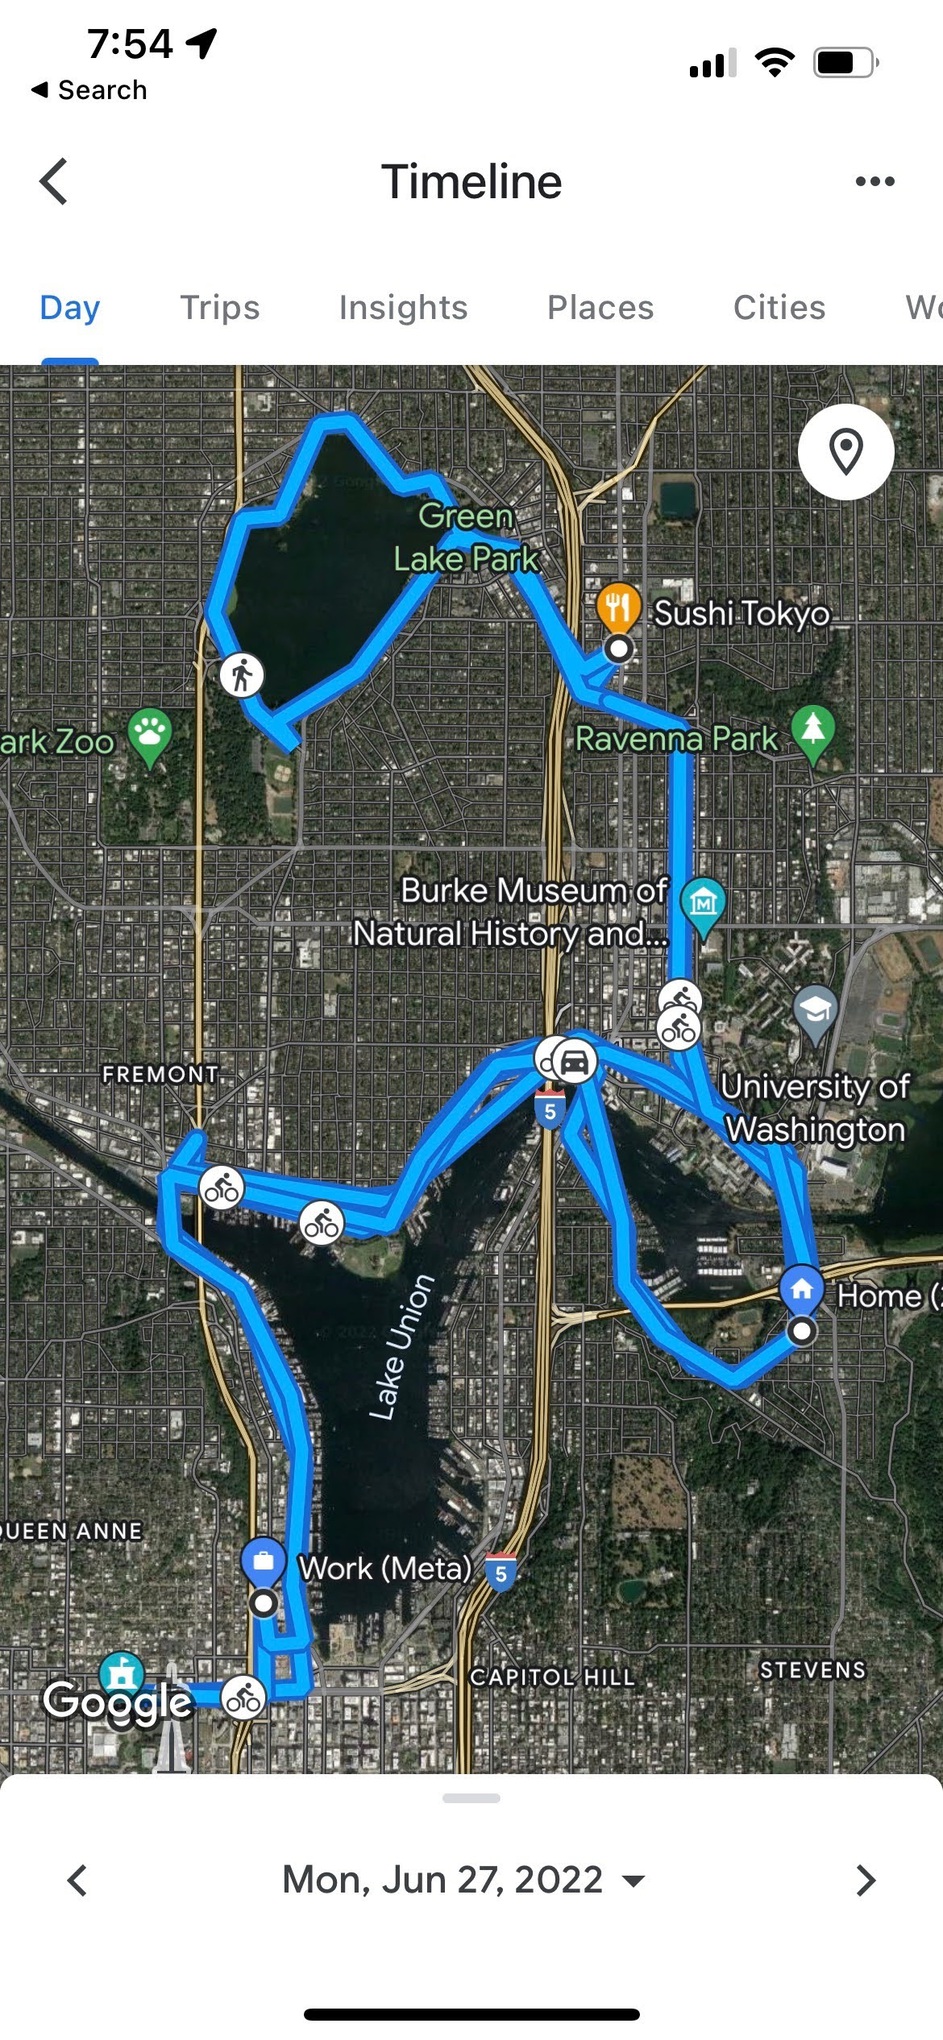 7:54
◀ Search
Timeline
Day Trips Insights Places Cities Wo
Green
Lake Park
Sushi Tokyo
ark Zoo
Ravenna Park
Burke Museum of
Natural History and...
FREMONT
5
University of
Washington
Home (
Lake Union
QUEEN ANNE
Work (Meta)
5
CAPITOL HILL
STEVENS
Google
Mon, Jun 27, 2022